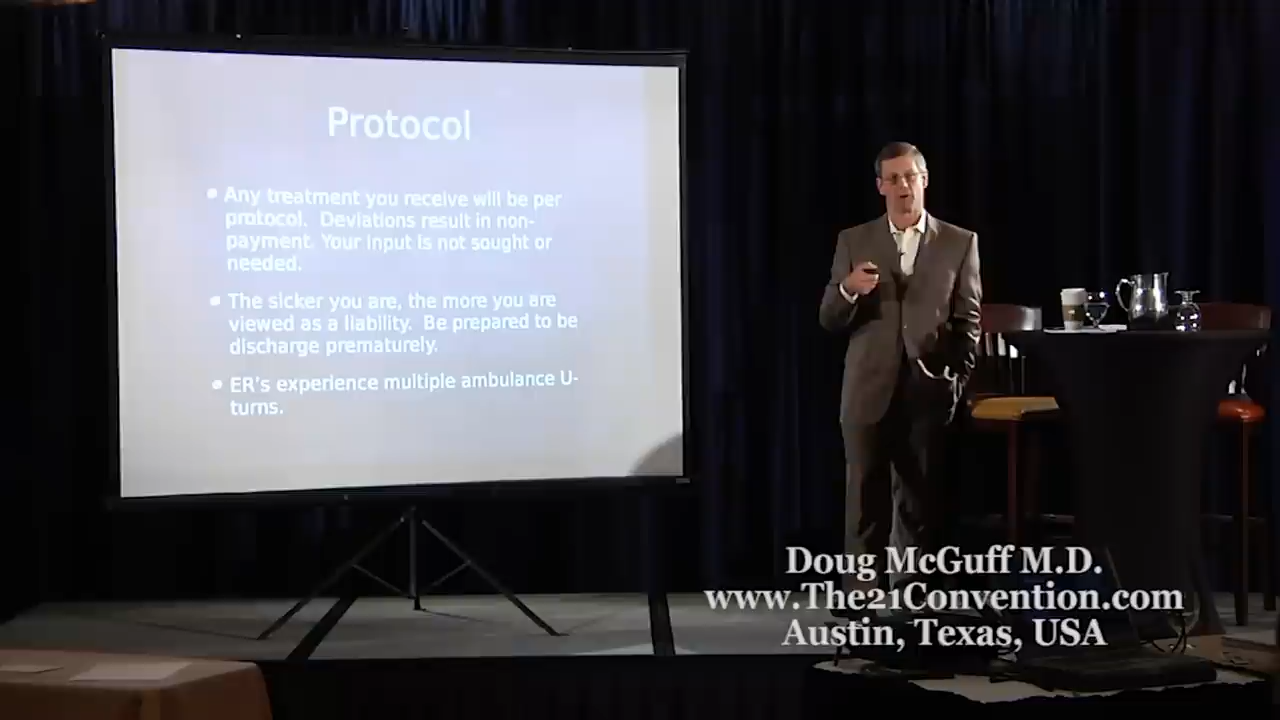 Protocol
Any treatment you receive will be per
protocol. Deviations result in non-
payment. Your input is not sought or
needed.
The sicker you are, the more you are
viewed as a liability. Be prepared to be
discharge prematurely.
ER's experience multiple ambulance U-
turns.
Doug McGuff M.D.
www.The21Convention.com
Austin, Texas, USA